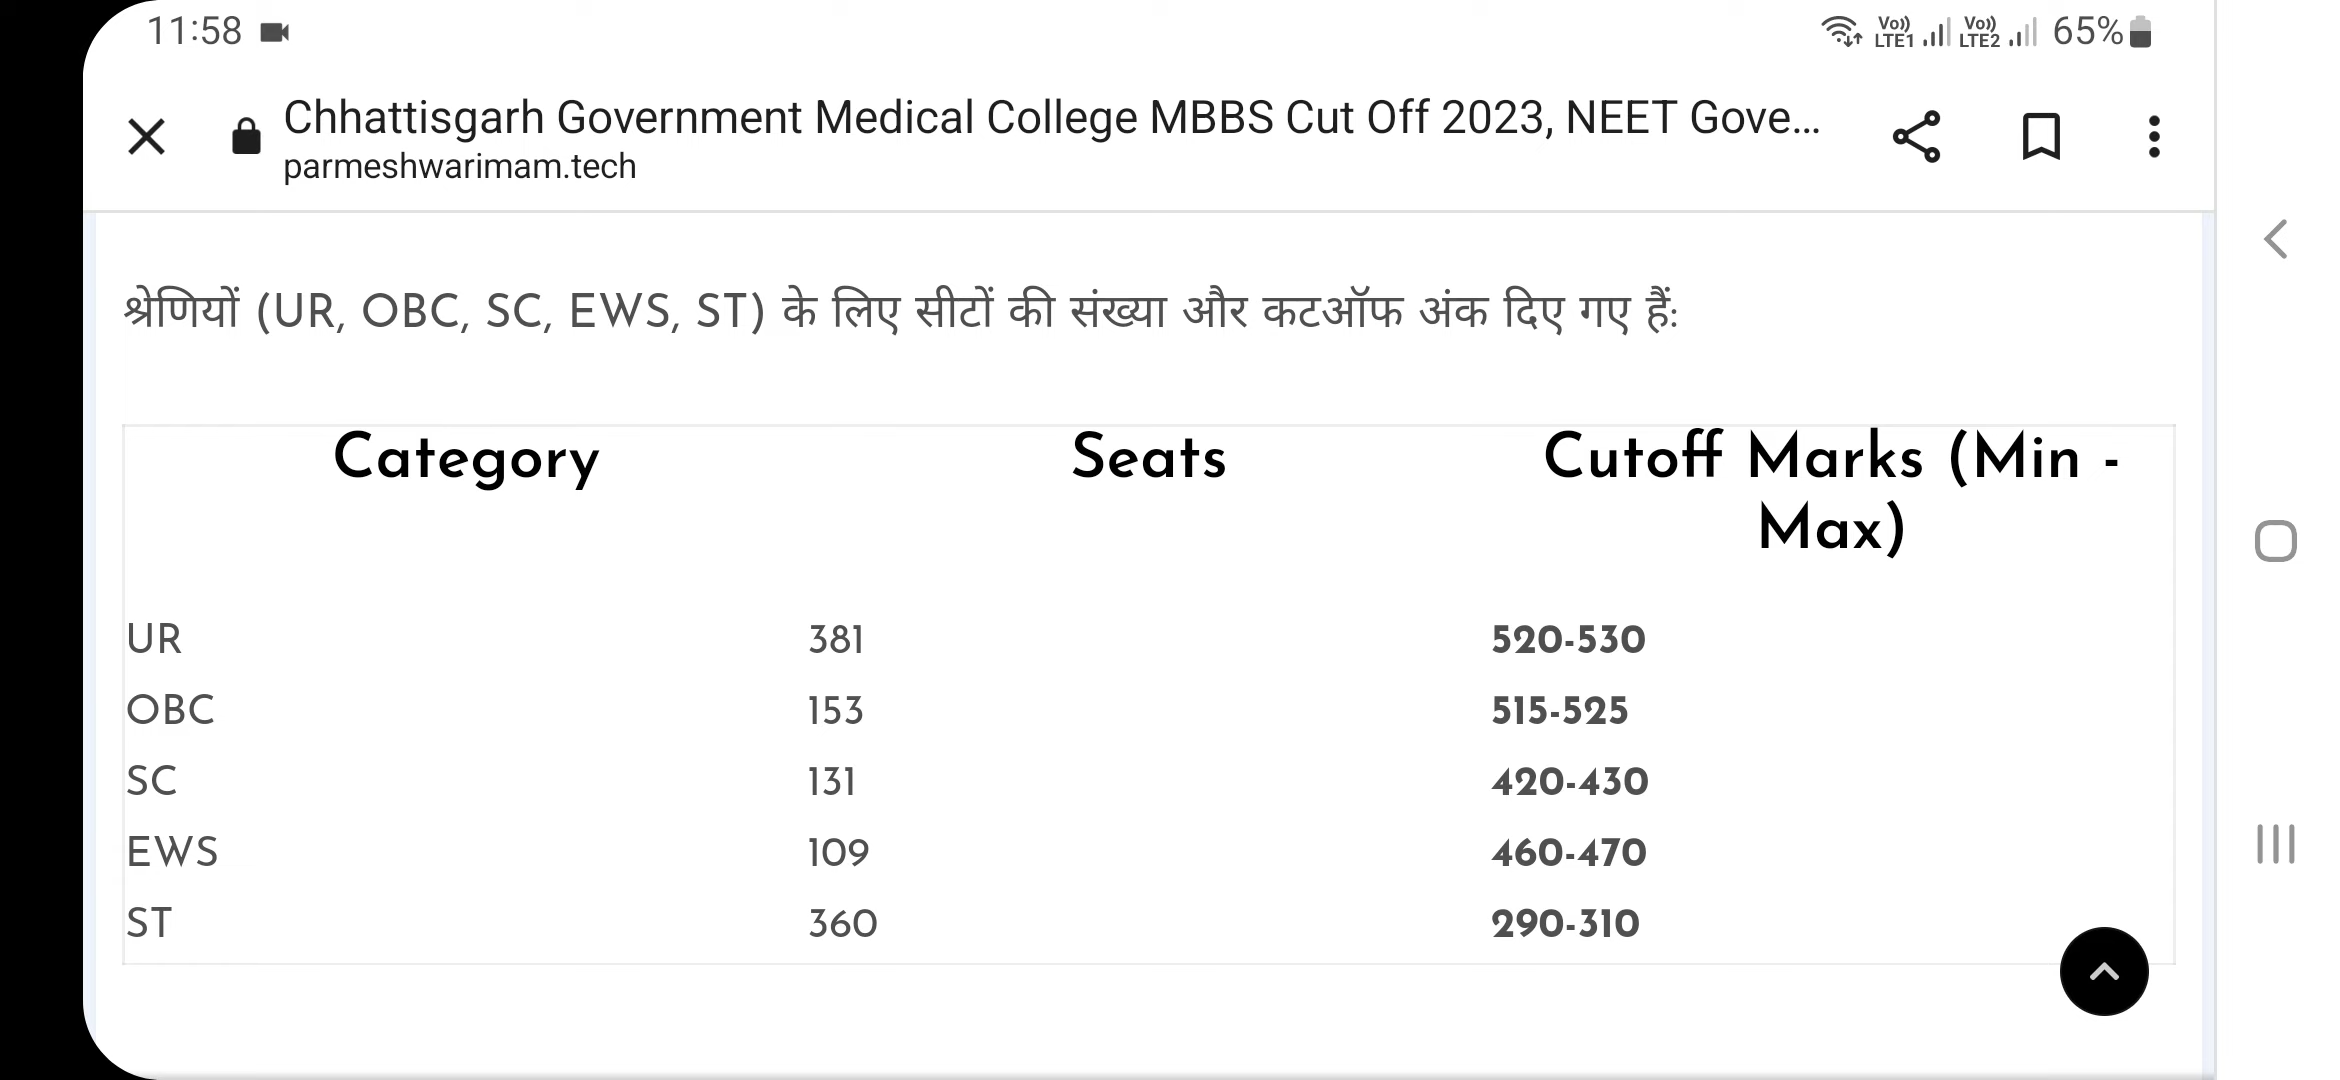 11:58
Vo)) LTE1 Vo)) LTE2 65%
Chhattisgarh Government Medical College MBBS Cut Off 2023, NEET Gove...
parmeshwarimam.tech
श्रेणियों (UR, OBC, SC, EWS, ST) के लिए सीटों की संख्या और कटऑफ अंक दिए गए हैं:
Category Seats Cutoff Marks (Min -
Max)
UR 381 520-530
OBC 153 515-525
SC 131 420-430
EWS 109 460-470
ST 360 290-310